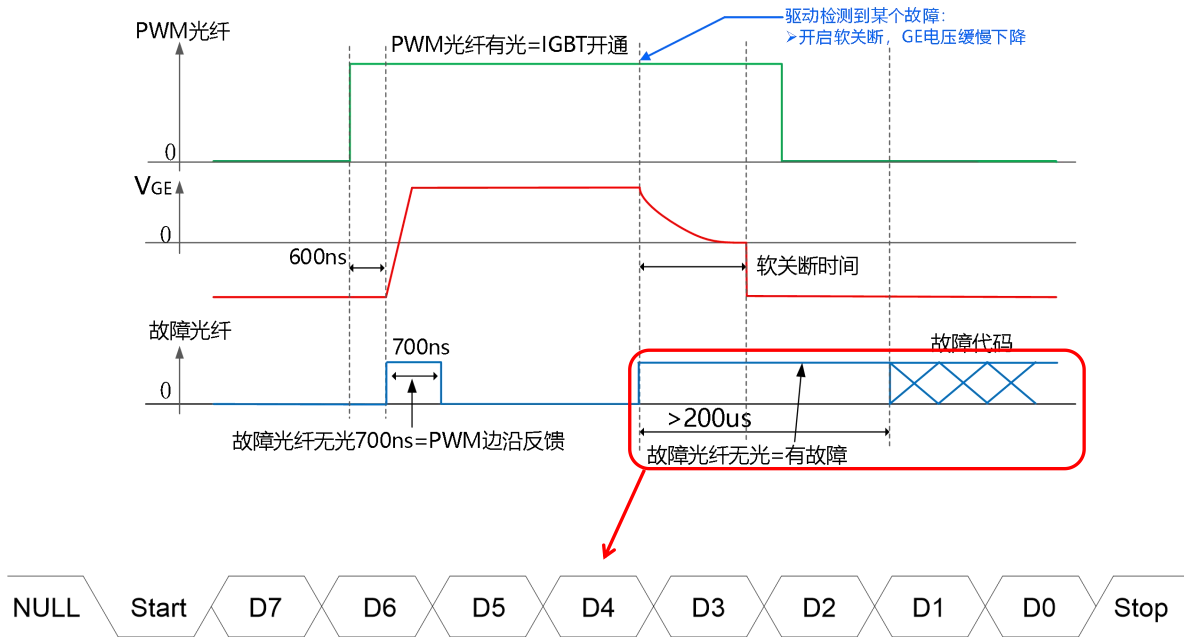 驱动检测到某个故障:
➢开启软关断，GE电压缓慢下降
PWM光纤
PWM光纤有光=IGBT开通
0
VGE
0
600ns
软关断时间
故障光纤
700ns
故障代码
0
>200us
故障光纤无光700ns=PWM边沿反馈
故障光纤无光=有故障
NULL Start D7 D6 D5 D4 D3 D2 D1 D0 Stop